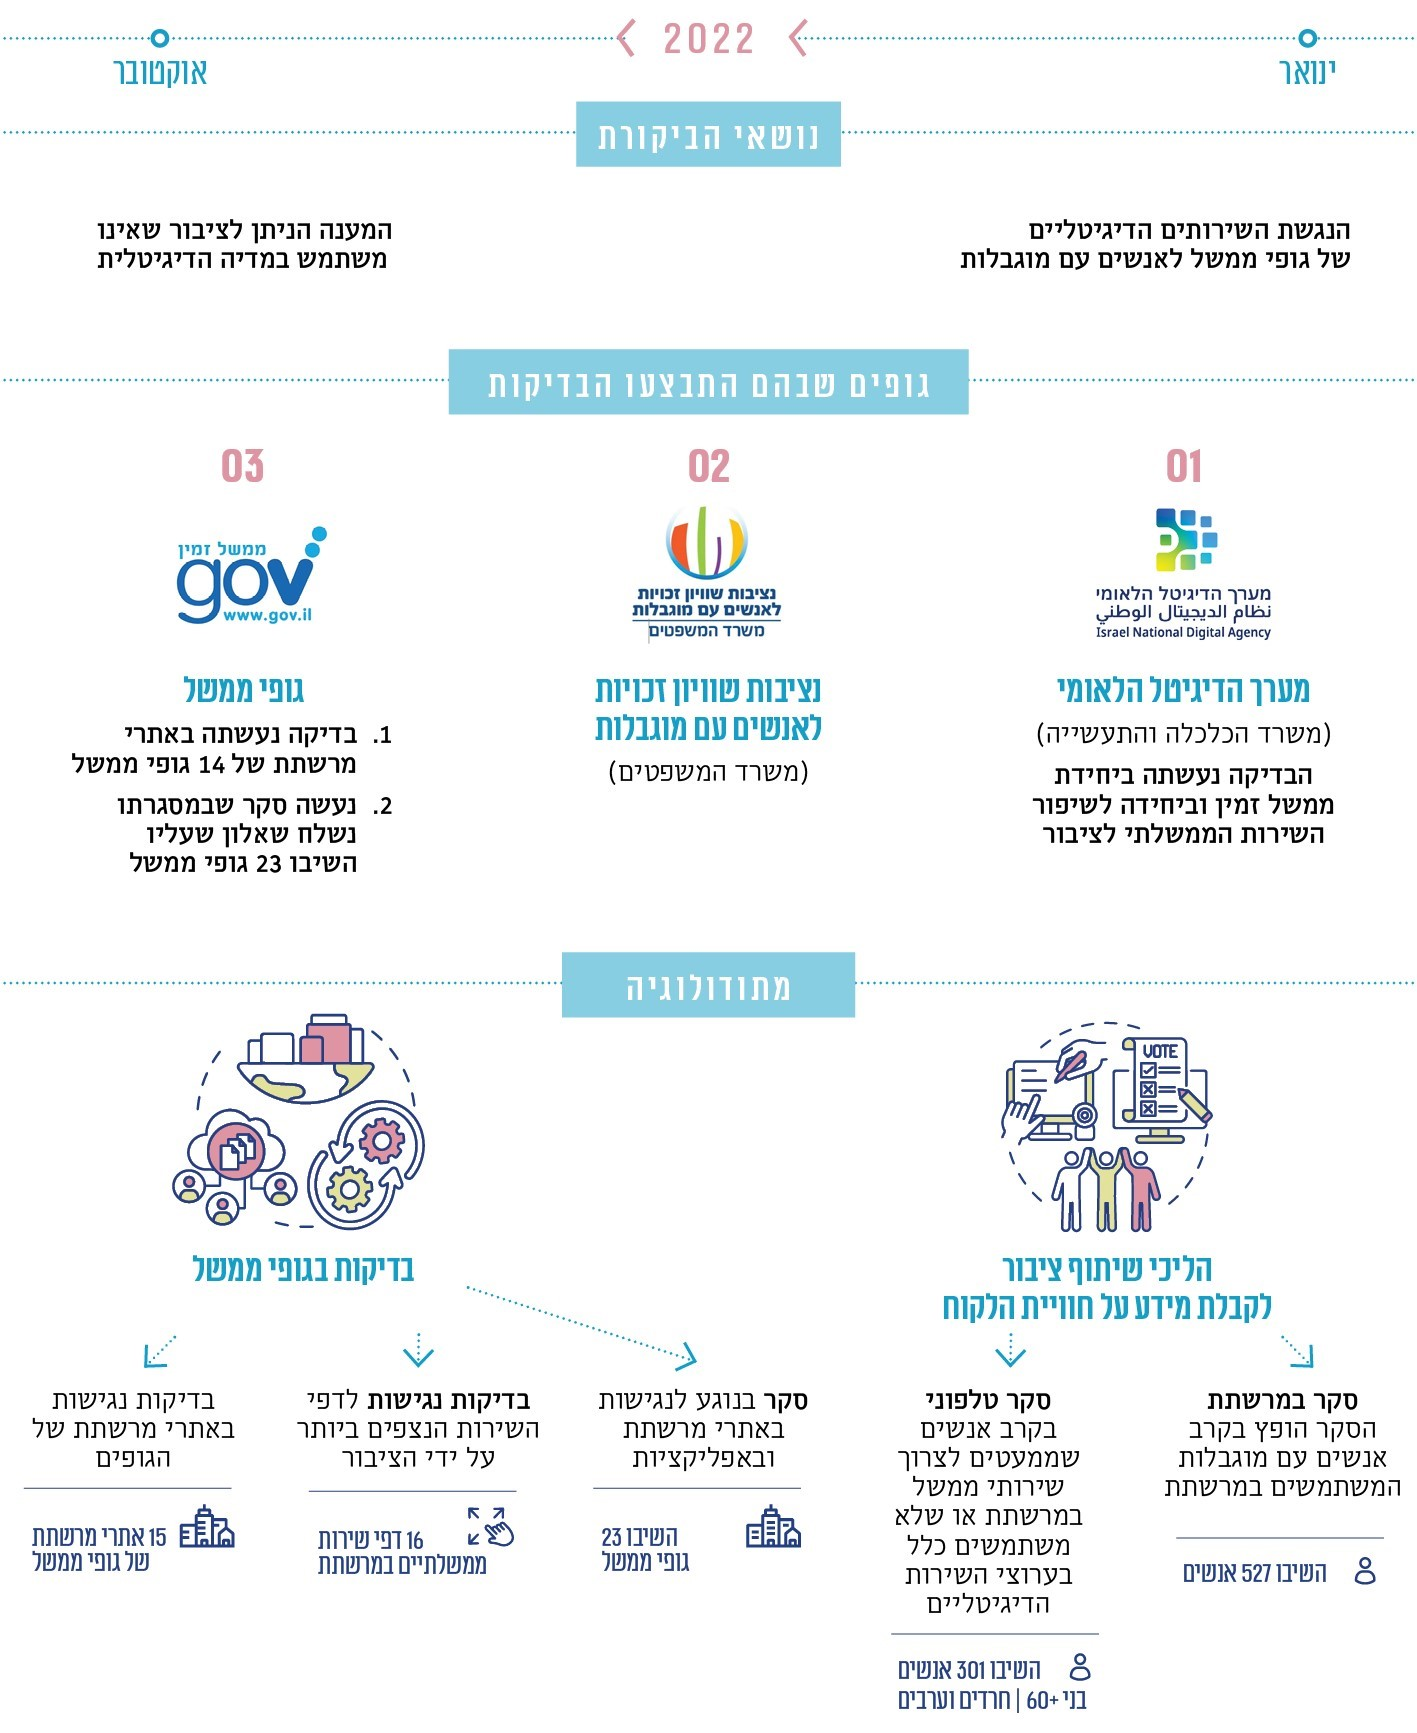 2022
ינואר
אוקטובר
נושאי הביקורת
הנגשת השירותים הדיגיטליים
של גופי ממשל לאנשים עם מוגבלות
המענה הניתן לציבור שאינו
משתמש במדיה הדיגיטלית
גופים שבהם התבצעו הבדיקות
01
מערך הדיגיטל הלאומי
نظام الديجيتال الوطني
Israel National Digital Agency
מערך הדיגיטל הלאומי
(משרד הכלכלה והתעשייה)
הבדיקה נעשתה ביחידת
ממשל זמין וביחידה לשיפור
השירות הממשלתי לציבור
02
נציבות שוויון זכויות
לאנשים עם מוגבלות
משרד המשפטים
נציבות שוויון זכויות
לאנשים עם מוגבלות
(משרד המשפטים)
03
ממשל זמין
gov
www.gov.il
גופי ממשל
1. בדיקה נעשתה באתרי
מרשתת של 14 גופי ממשל
2. נעשה סקר שבמסגרתו
נשלח שאלון שעליו
השיבו 23 גופי ממשל
מתודולוגיה
VOTE
הליכי שיתוף ציבור
לקבלת מידע על חוויית הלקוח
סקר במרשתת
הסקר הופץ בקרב
אנשים עם מוגבלות
המשתמשים במרשתת
השיבו 527 אנשים
סקר טלפוני
בקרב אנשים
שממעטים לצרוך
שירותי ממשל
במרשתת או שלא
משתמשים כלל
בערוצי השירות
הדיגיטליים
השיבו 301 אנשים
בני +60 | חרדים וערבים
בדיקות בגופי ממשל
סקר בנוגע לנגישות
באתרי מרשתת
ובאפליקציות
השיבו 23
גופי ממשל
בדיקות נגישות לדפי
השירות הנצפים ביותר
על ידי הציבור
16 דפי שירות
ממשלתיים במרשתת
בדיקות נגישות
באתרי מרשתת של
הגופים
15 אתרי מרשתת
של גופי ממשל